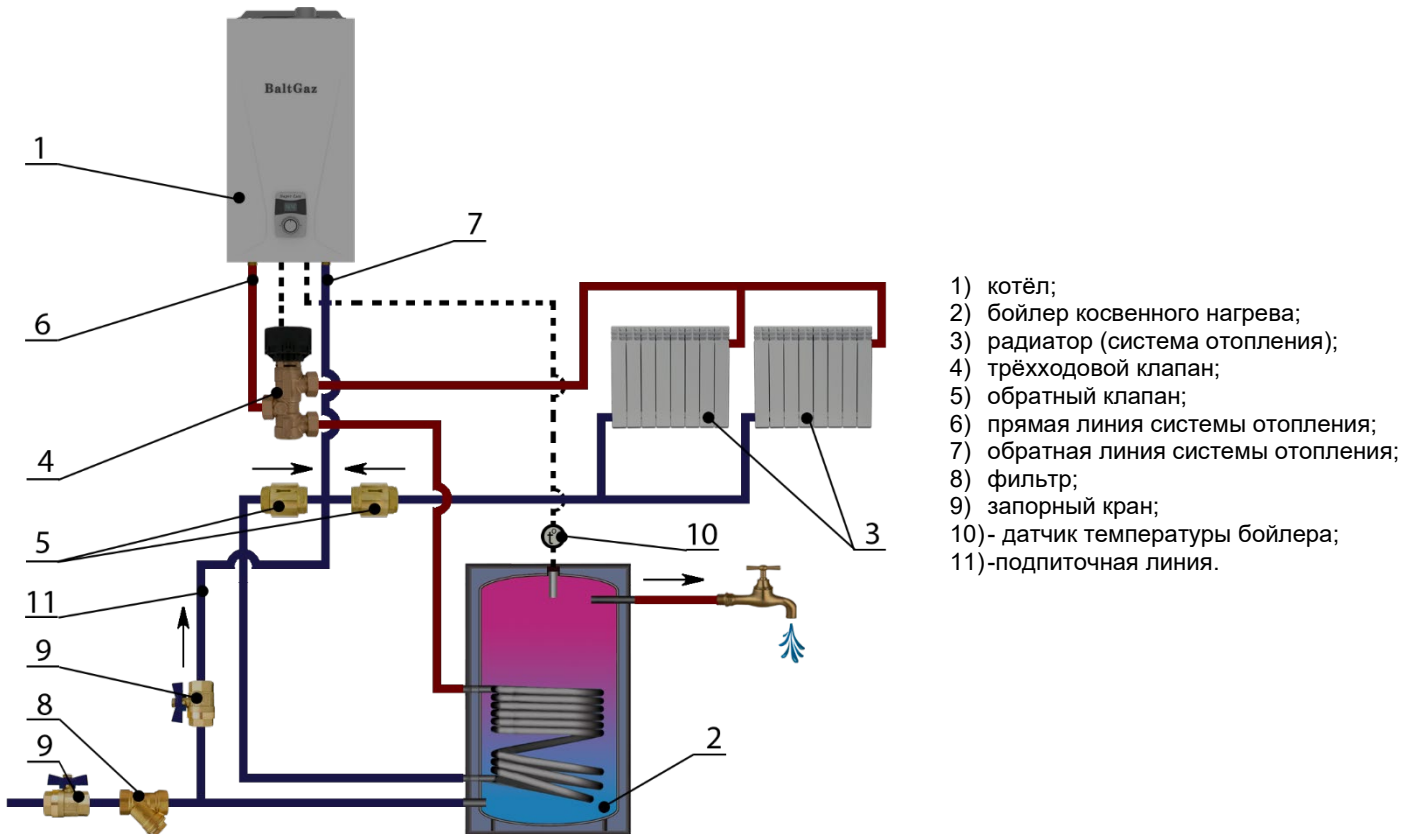 BaltGaz
1
7
6
4
5
10
3
11
9
8
9
2
t°
1) котёл;
2) бойлер косвенного нагрева;
3) радиатор (система отопления);
4) трёхходовой клапан;
5) обратный клапан;
6) прямая линия системы отопления;
7) обратная линия системы отопления;
8) фильтр;
9) запорный кран;
10)- датчик температуры бойлера;
11)-подпиточная линия.